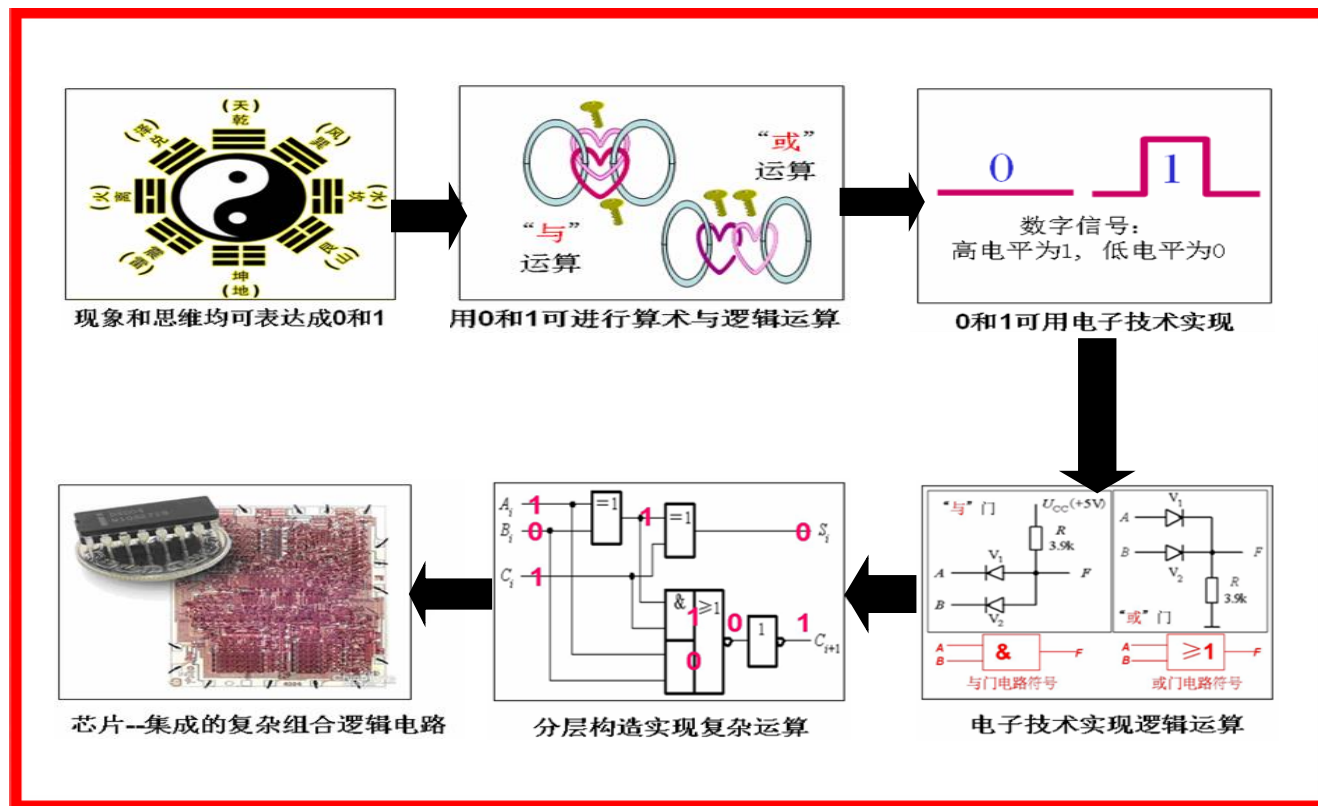 (天)
乾
(风)
巽
(水)
坎
(山)
艮
坤
(地)
(雷)
震
(火)
离
(泽)
兑
现象和思维均可表达成0和1
“或”
运算
“与”
运算
用0和1可进行算术与逻辑运算
0
1
数字信号:
高电平为1, 低电平为0
0和1可用电子技术实现
芯片--集成的复杂组合逻辑电路
Ai 1
Bi 0
Ci 1
=1
1
=1
0 Si
&
1
≥1
0
0
1
1
Ci+1
分层构造实现复杂运算
“与”门
UCC(+5V)
R
3.9k
V1
A
F
B
V2
V1
A
B
F
V2
R
3.9k
“或”门
A
B
&
F
与门电路符号
A
B
≥1
F
或门电路符号
电子技术实现逻辑运算